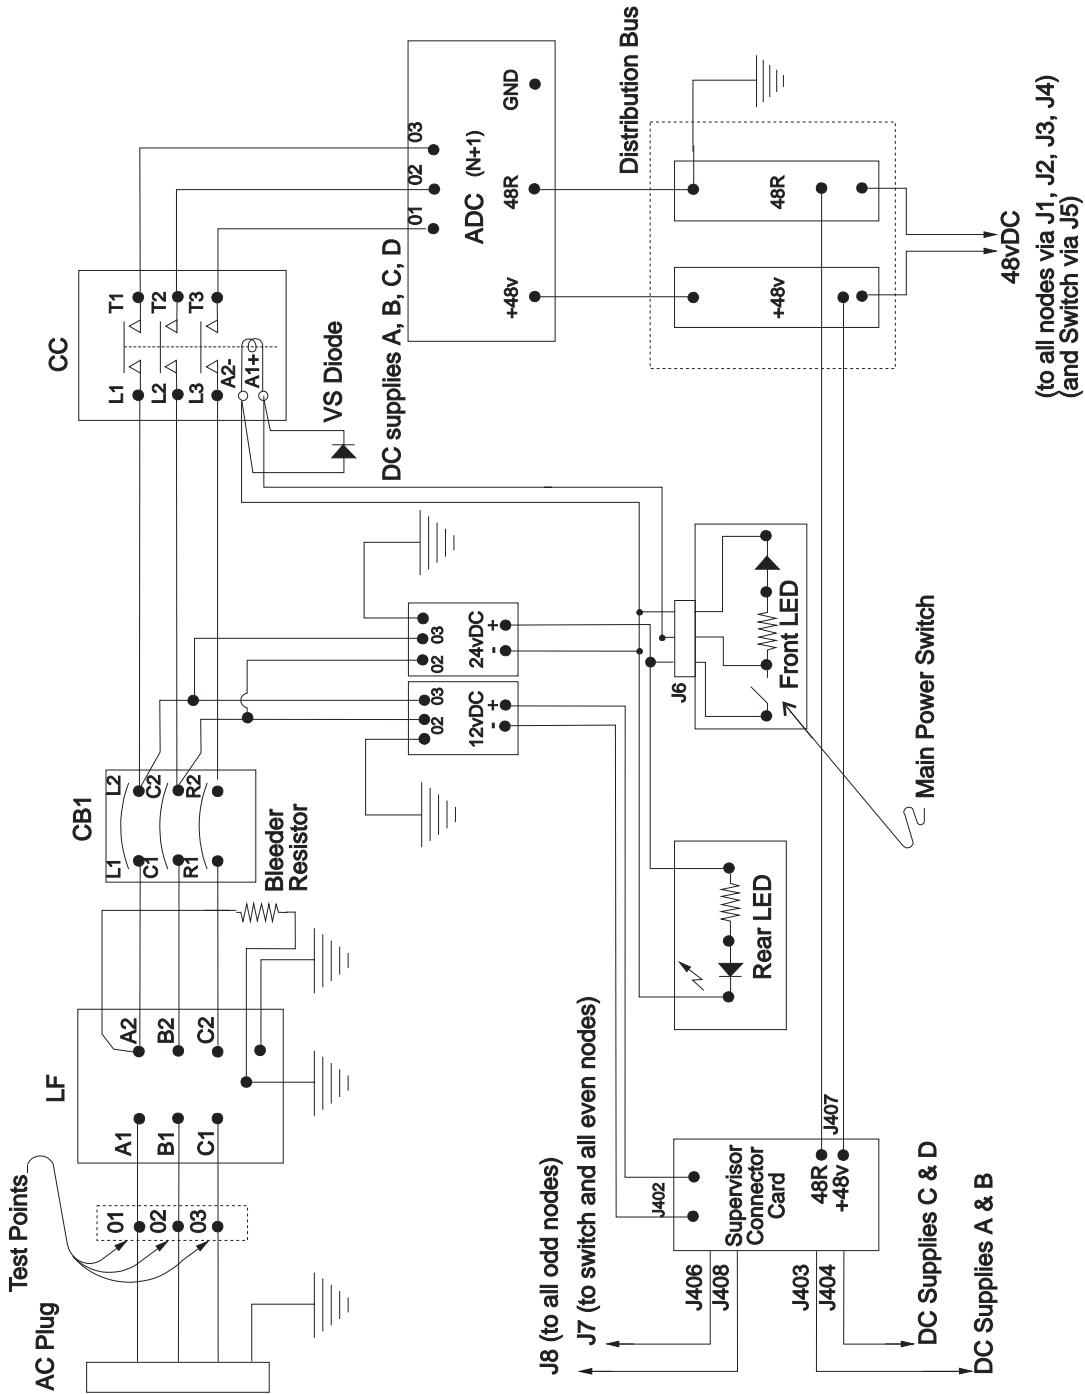 AC Plug
Test Points
01
02
03
LF
A1
B1
C1
A2
B2
C2
Bleeder
Resistor
CB1
L1
C1
R1
L2
C2
R2
CC
L1
L2
L3
T1
T2
T3
A2-
A1+
VS Diode
DC supplies A, B, C, D
01
02
03
ADC (N+1)
+48v
48R
GND
02
03
12vDC
-
+
02
03
24vDC
-
+
J6
Front LED
Main Power Switch
Rear LED
Distribution Bus
+48v
48R
48vDC
(to all nodes via J1, J2, J3, J4)
(and Switch via J5)
J8 (to all odd nodes)
J7 (to switch and all even nodes)
J402
Supervisor
Connector
Card
48R
+48v
J407
J406
J408
J403
J404
DC Supplies C & D
DC Supplies A & B